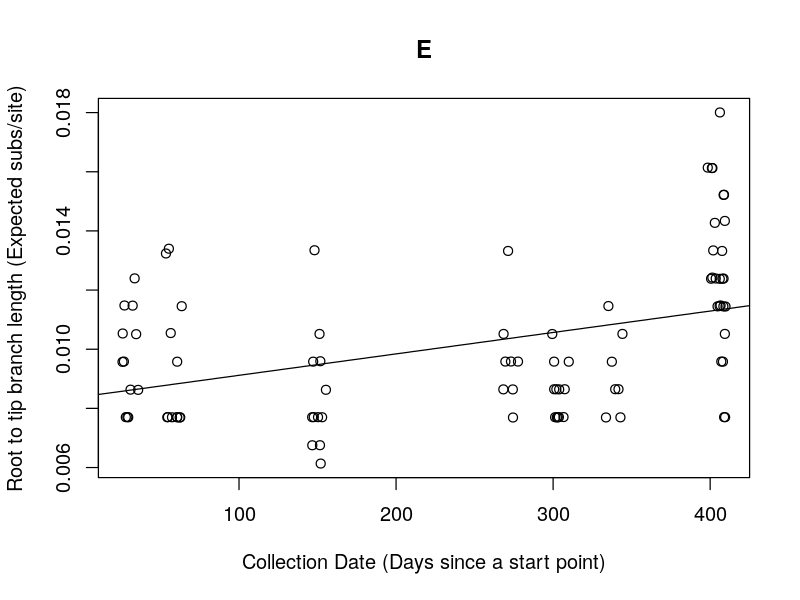 E
Root to tip branch length (Expected subs/site)
0.018
0.014
0.010
0.006
100 200 300 400
Collection Date (Days since a start point)